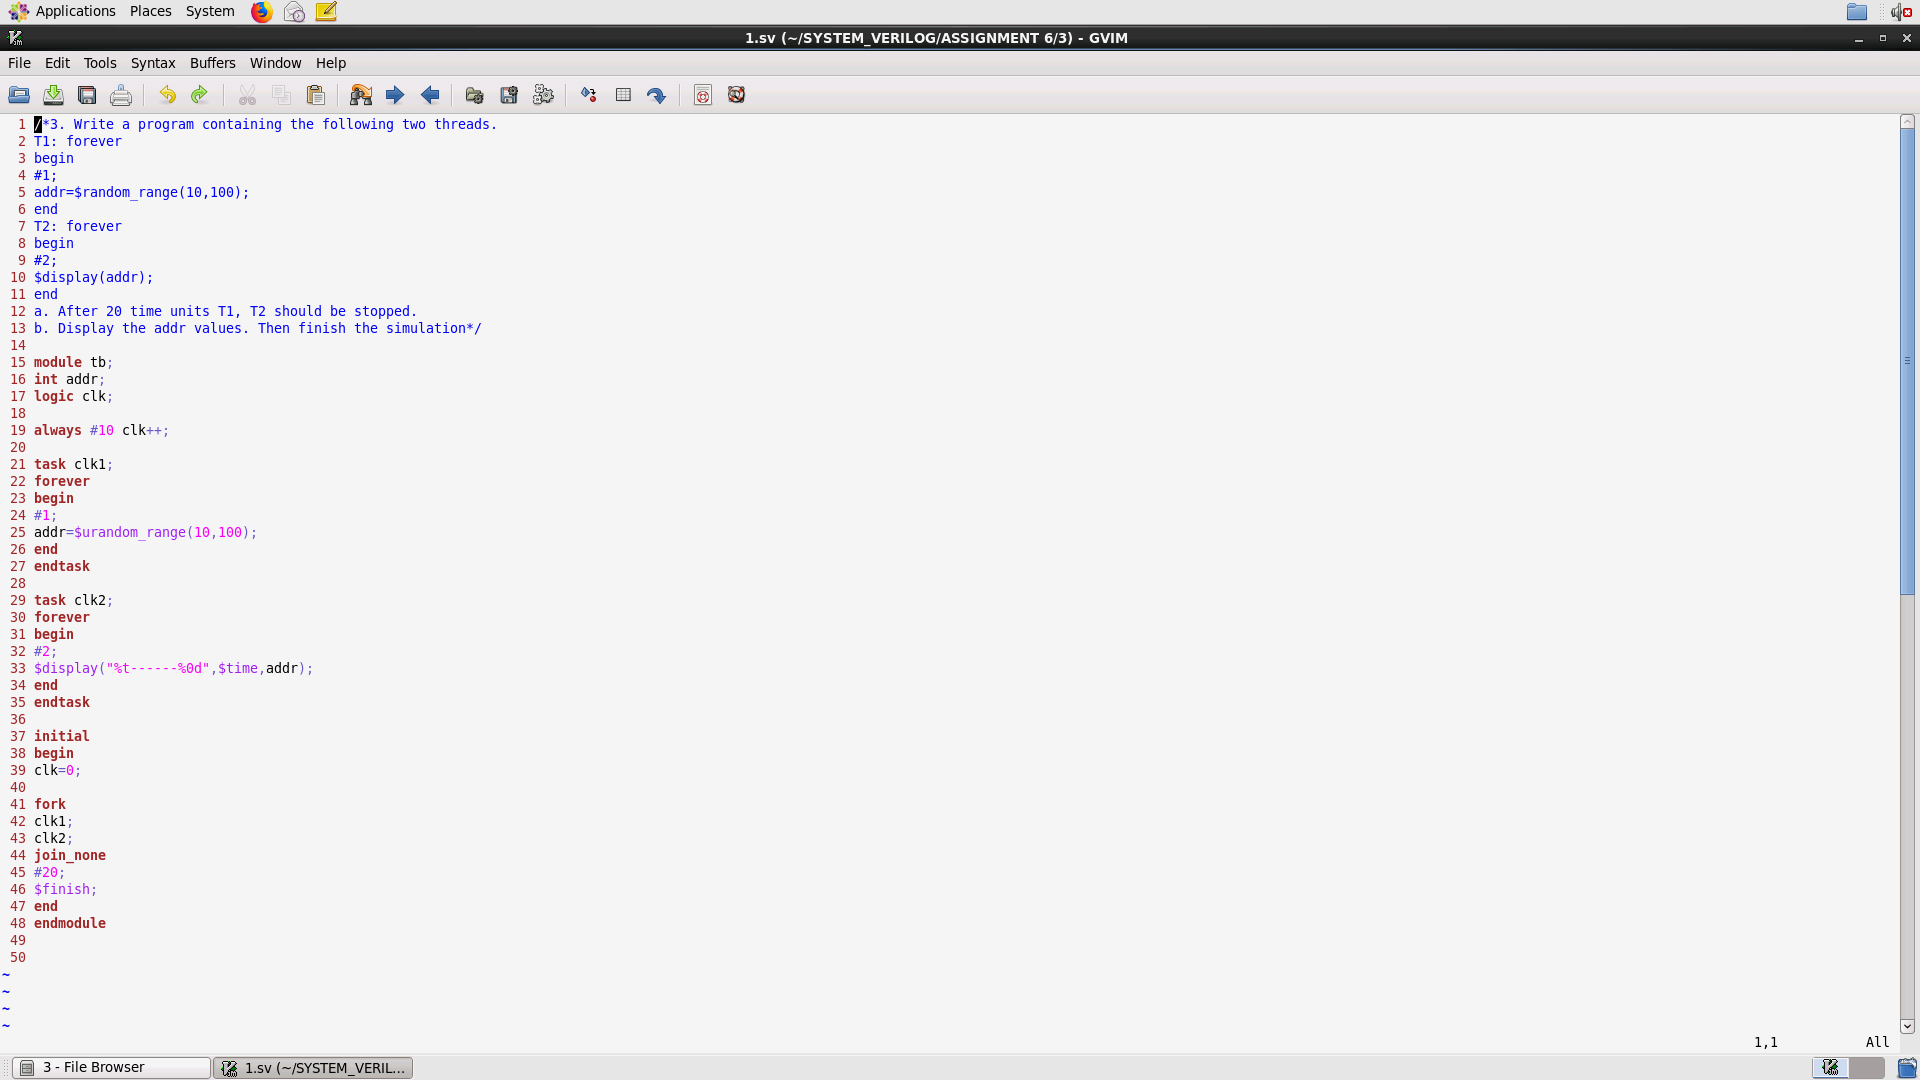 Applications Places System
1.sv (~/SYSTEM_VERILOG/ASSIGNMENT 6/3) - GVIM
File Edit Tools Syntax Buffers Window Help
1 /*3. Write a program containing the following two threads.
2 T1: forever
3 begin
4 #1;
5 addr=$random_range(10,100);
6 end
7 T2: forever
8 begin
9 #2;
10 $display(addr);
11 end
12 a. After 20 time units T1, T2 should be stopped.
13 b. Display the addr values. Then finish the simulation*/
14
15 module tb;
16 int addr;
17 logic clk;
18
19 always #10 clk++;
20
21 task clk1;
22 forever
23 begin
24 #1;
25 addr=$urandom_range(10,100);
26 end
27 endtask
28
29 task clk2;
30 forever
31 begin
32 #2;
33 $display("%t------%0d",$time,addr);
34 end
35 endtask
36
37 initial
38 begin
39 clk=0;
40
41 fork
42 clk1;
43 clk2;
44 join_none
45 #20;
46 $finish;
47 end
48 endmodule
49
50
~
~
~
~
1,1 All
3 - File Browser
1.sv (~/SYSTEM_VERIL...